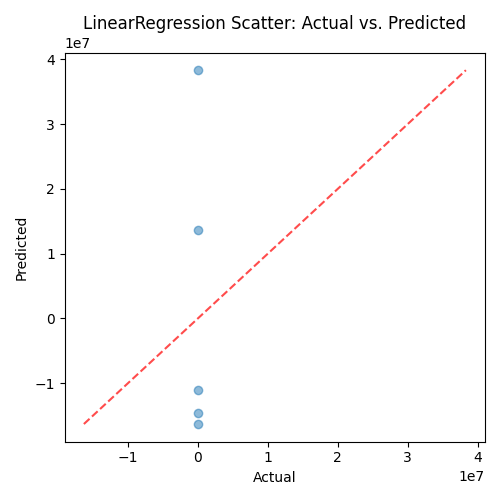 LinearRegression Scatter: Actual vs. Predicted
1e7
4
3
2
1
0
−1
Predicted
−1 0 1 2 3 4
Actual
1e7